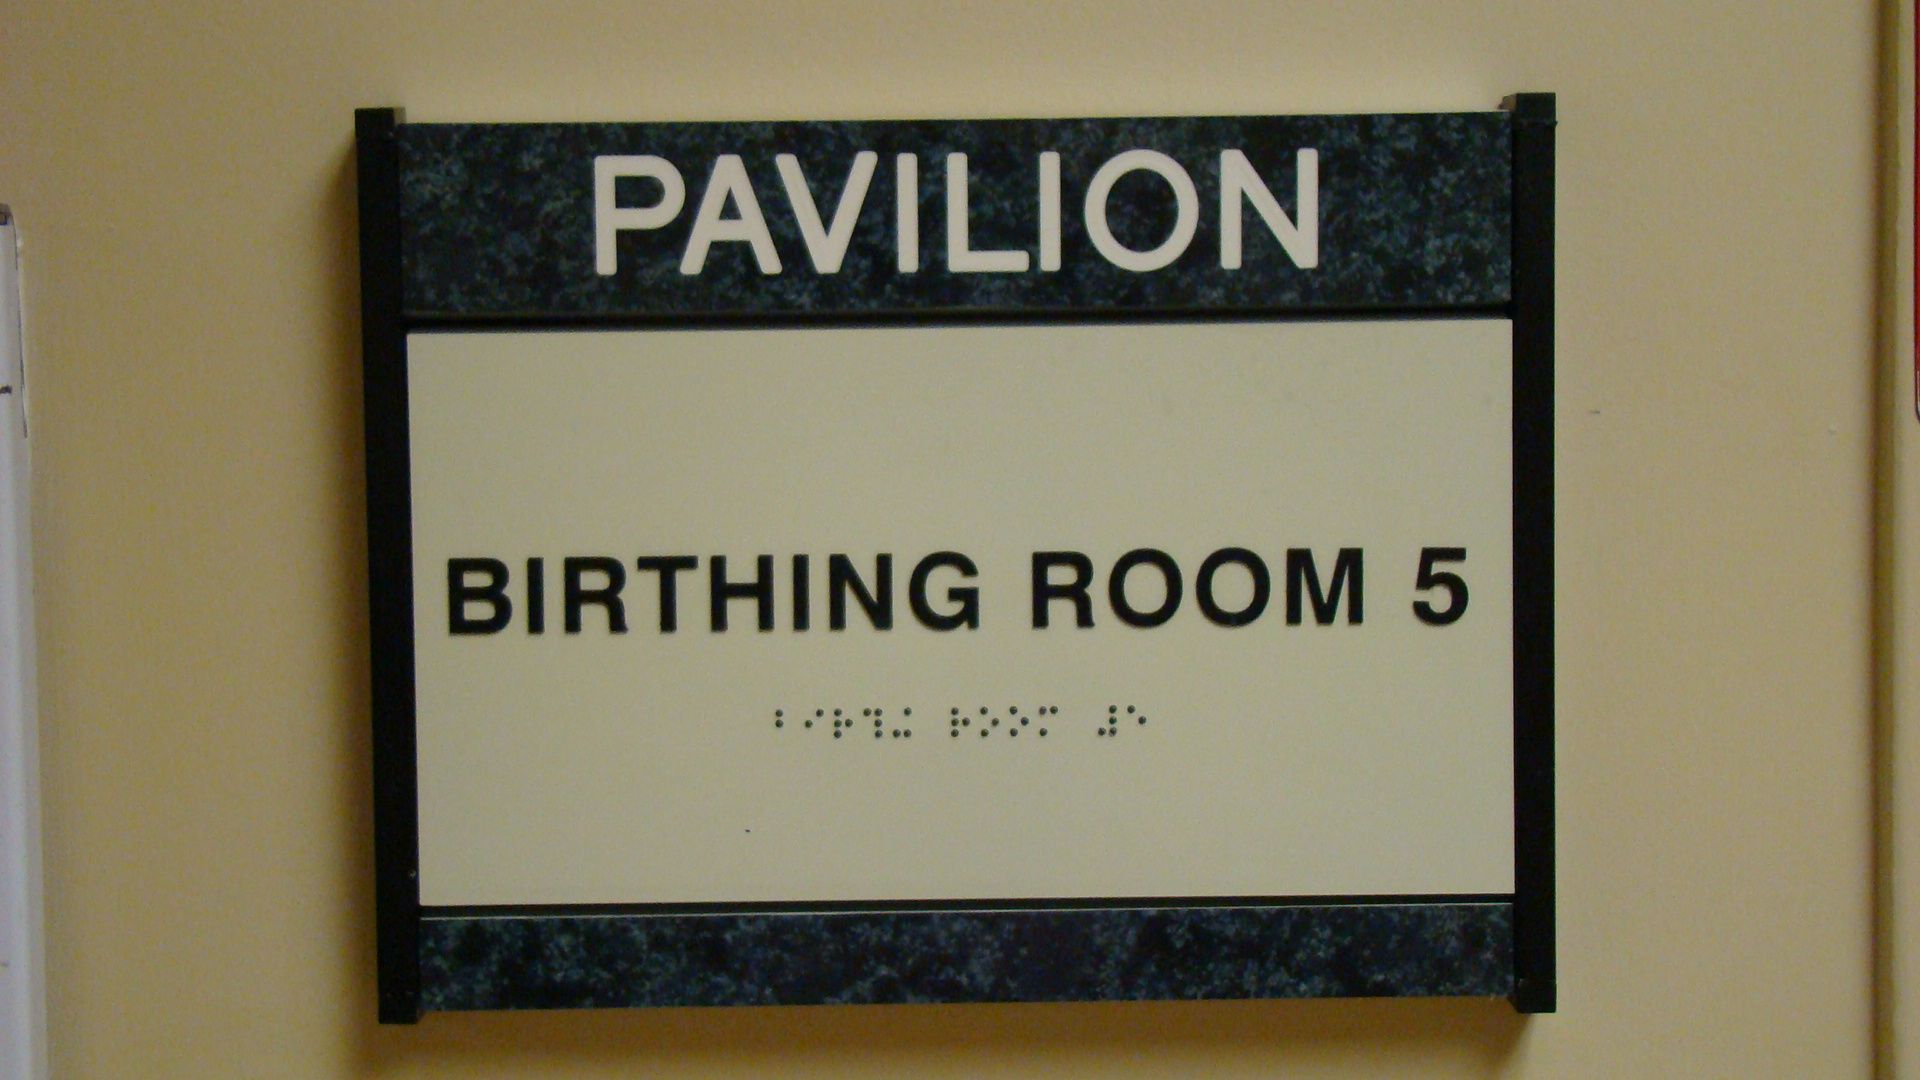 PAVILION
BIRTHING ROOM 5
⠃⠊⠗⠹⠬ ⠗⠕⠕⠍ ⠼⠑